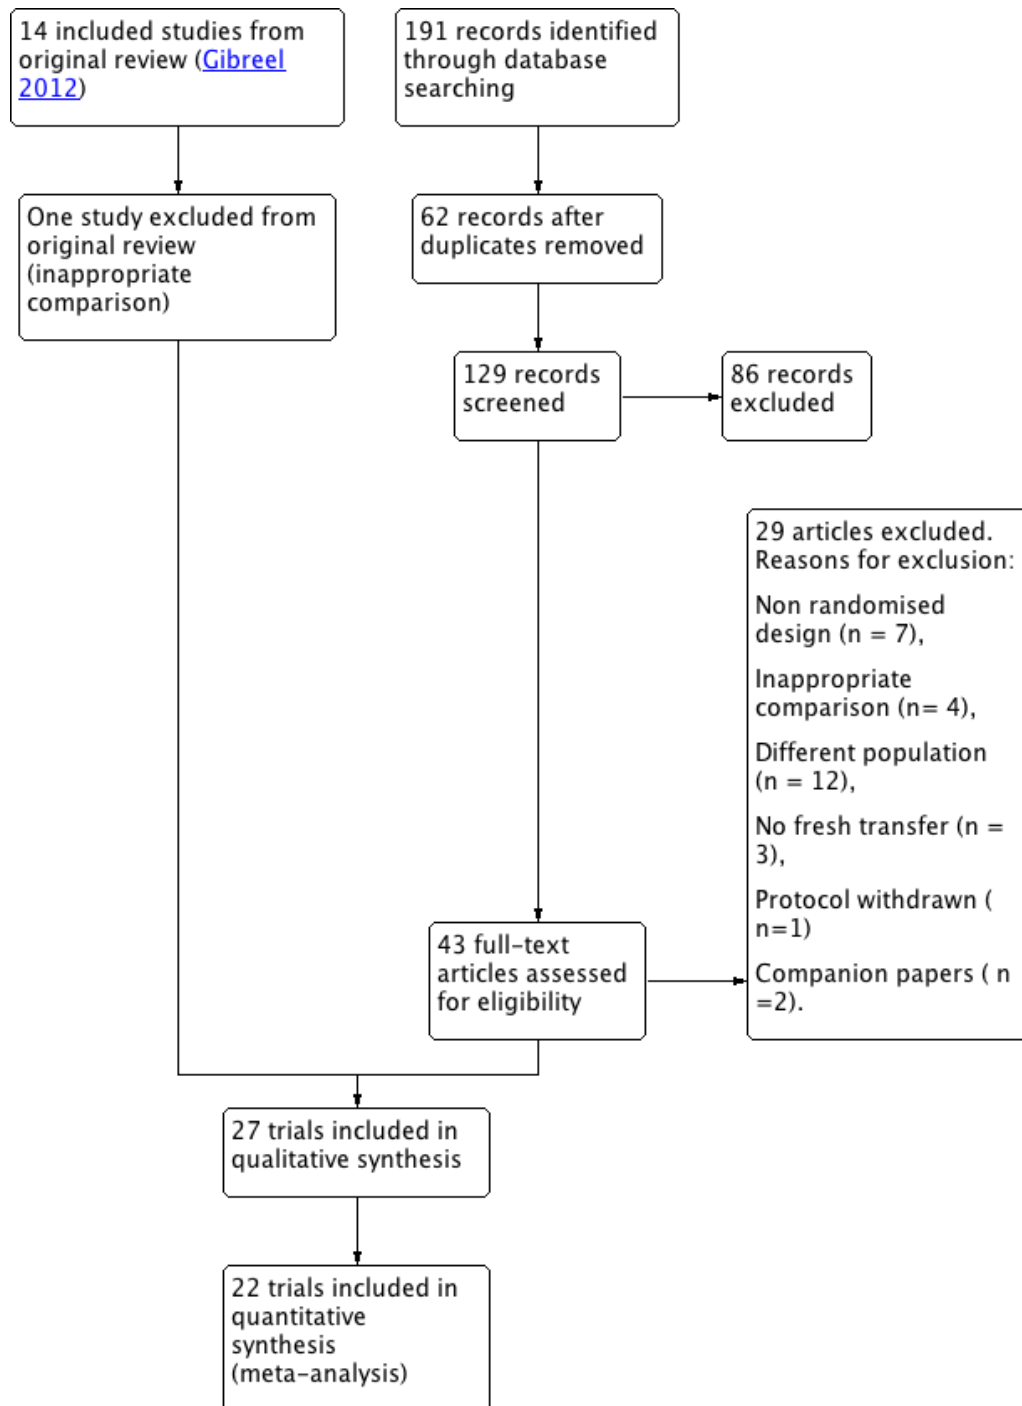 14 included studies from
original review (Gibreel
2012)
191 records identified
through database
searching
One study excluded from
original review
(inappropriate
comparison)
62 records after
duplicates removed
129 records
screened
86 records
excluded
29 articles excluded.
Reasons for exclusion:
Non randomised
design (n = 7),
Inappropriate
comparison (n= 4),
Different population
(n = 12),
No fresh transfer (n =
3),
Protocol withdrawn (
n=1)
Companion papers ( n
=2).
43 full-text
articles assessed
for eligibility
27 trials included in
qualitative synthesis
22 trials included in
quantitative
synthesis
(meta-analysis)